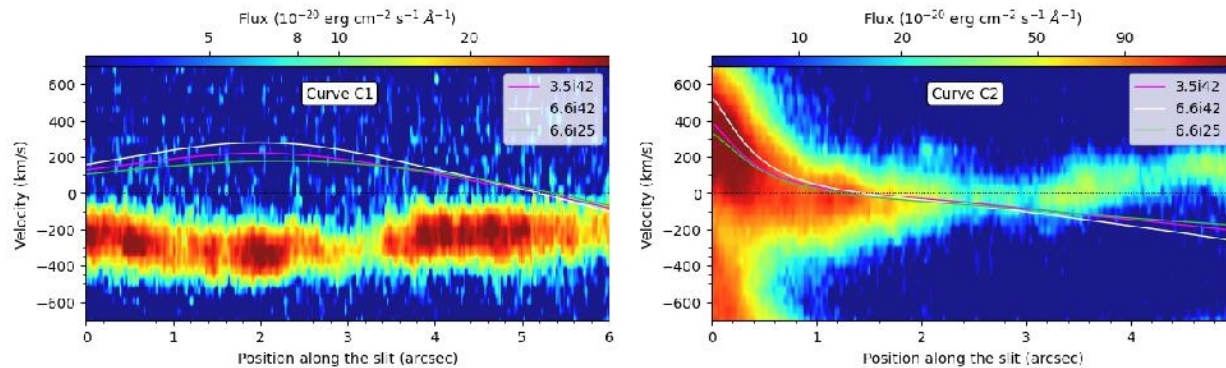 Flux (10⁻²⁰ erg cm⁻² s⁻¹ Å⁻¹)
5 8 10 20
Curve C1
3.5i42
6.6i42
6.6i25
Velocity (km/s)
600
400
200
0
−200
−400
−600
0 1 2 3 4 5 6
Position along the slit (arcsec)
Flux (10⁻²⁰ erg cm⁻² s⁻¹ Å⁻¹)
10 20 50 90
Curve C2
3.5i42
6.6i42
6.6i25
Velocity (km/s)
600
400
200
0
−200
−400
−600
0 1 2 3 4
Position along the slit (arcsec)